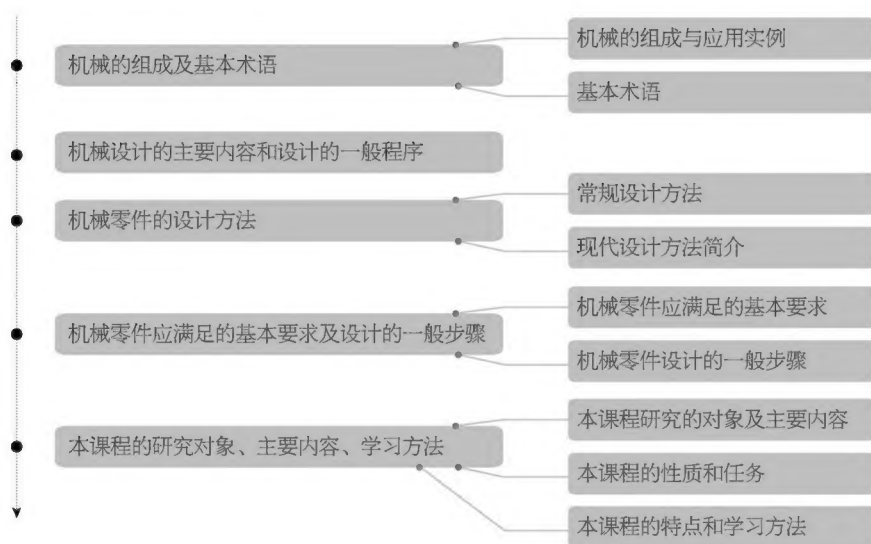 机械的组成及基本术语
机械的组成与应用实例
基本术语
机械设计的主要内容和设计的一般程序
机械零件的设计方法
常规设计方法
现代设计方法简介
机械零件应满足的基本要求及设计的一般步骤
机械零件应满足的基本要求
机械零件设计的一般步骤
本课程的研究对象、主要内容、学习方法
本课程研究的对象及主要内容
本课程的性质和任务
本课程的特点和学习方法